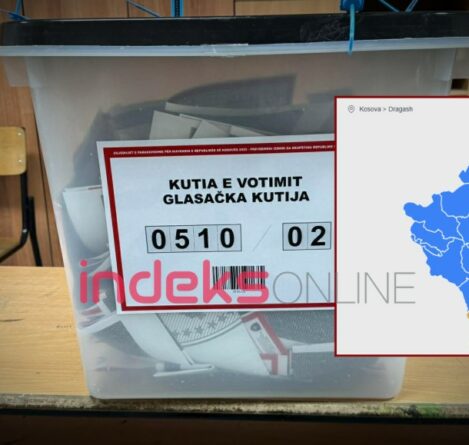 KUTIA E VOTIMIT
GLASAČKA KUTIJA
0510 / 02
indeksONLINE
Kosova > Dragash